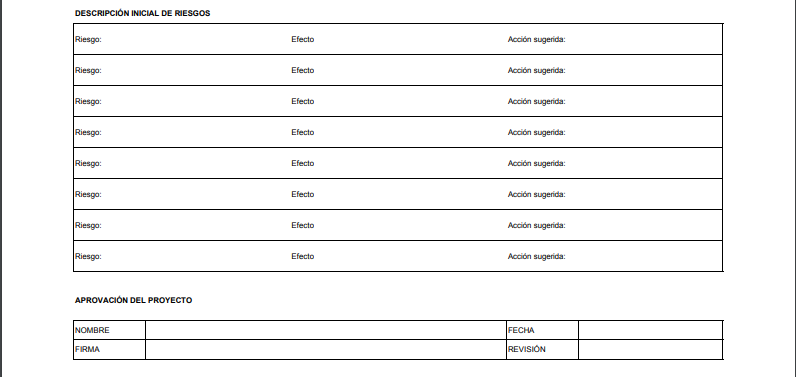 DESCRIPCIÓN INICIAL DE RIESGOS
Riesgo: Efecto Acción sugerida:
Riesgo: Efecto Acción sugerida:
Riesgo: Efecto Acción sugerida:
Riesgo: Efecto Acción sugerida:
Riesgo: Efecto Acción sugerida:
Riesgo: Efecto Acción sugerida:
Riesgo: Efecto Acción sugerida:
Riesgo: Efecto Acción sugerida:
APROVACIÓN DEL PROYECTO
NOMBRE FECHA
FIRMA REVISIÓN